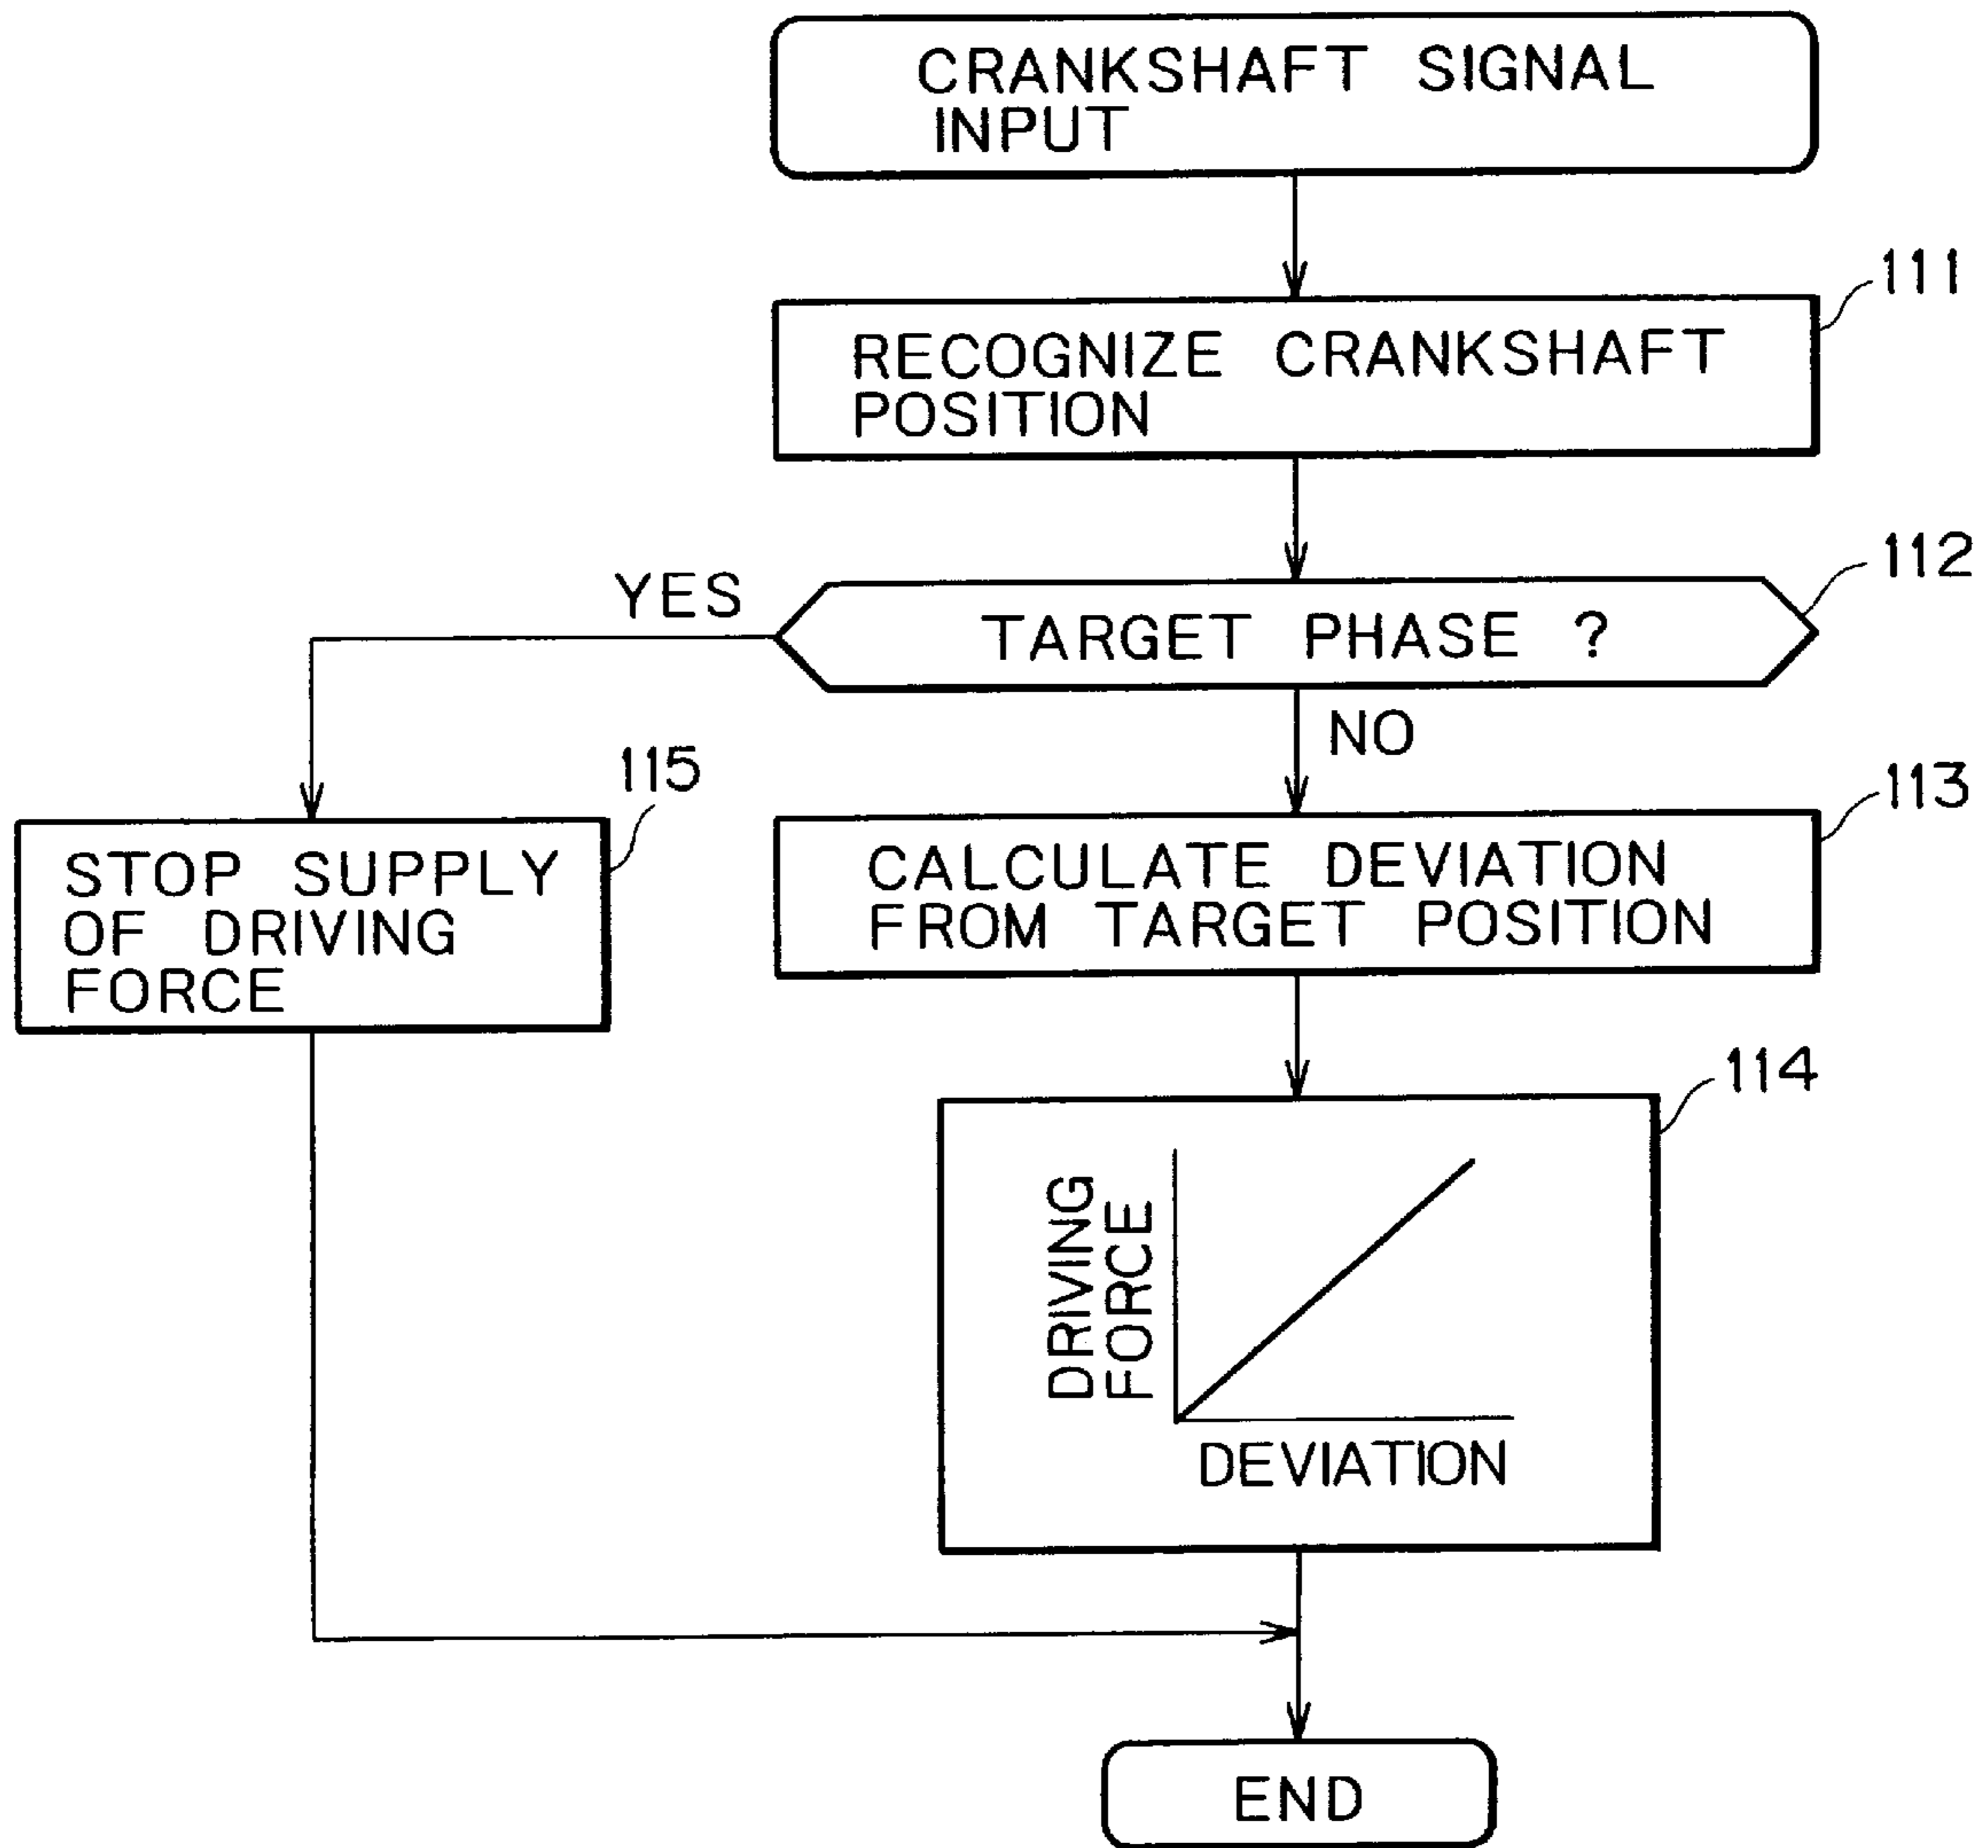 CRANKSHAFT SIGNAL
INPUT
111
RECOGNIZE CRANKSHAFT
POSITION
112
YES
TARGET PHASE ?
NO
115
113
STOP SUPPLY
OF DRIVING
FORCE
CALCULATE DEVIATION
FROM TARGET POSITION
114
DRIVING
FORCE
DEVIATION
END